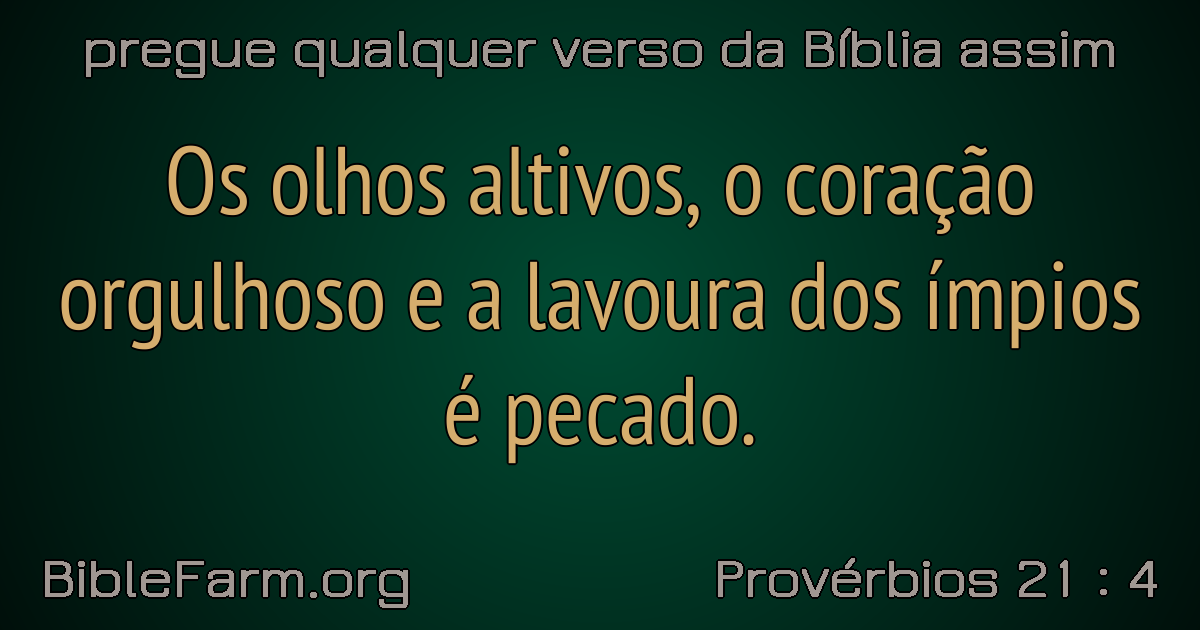 pregue qualquer verso da Bíblia assim
Os olhos altivos, o coração
orgulhoso e a lavoura dos ímpios
é pecado.
BibleFarm.org
Provérbios 21 : 4